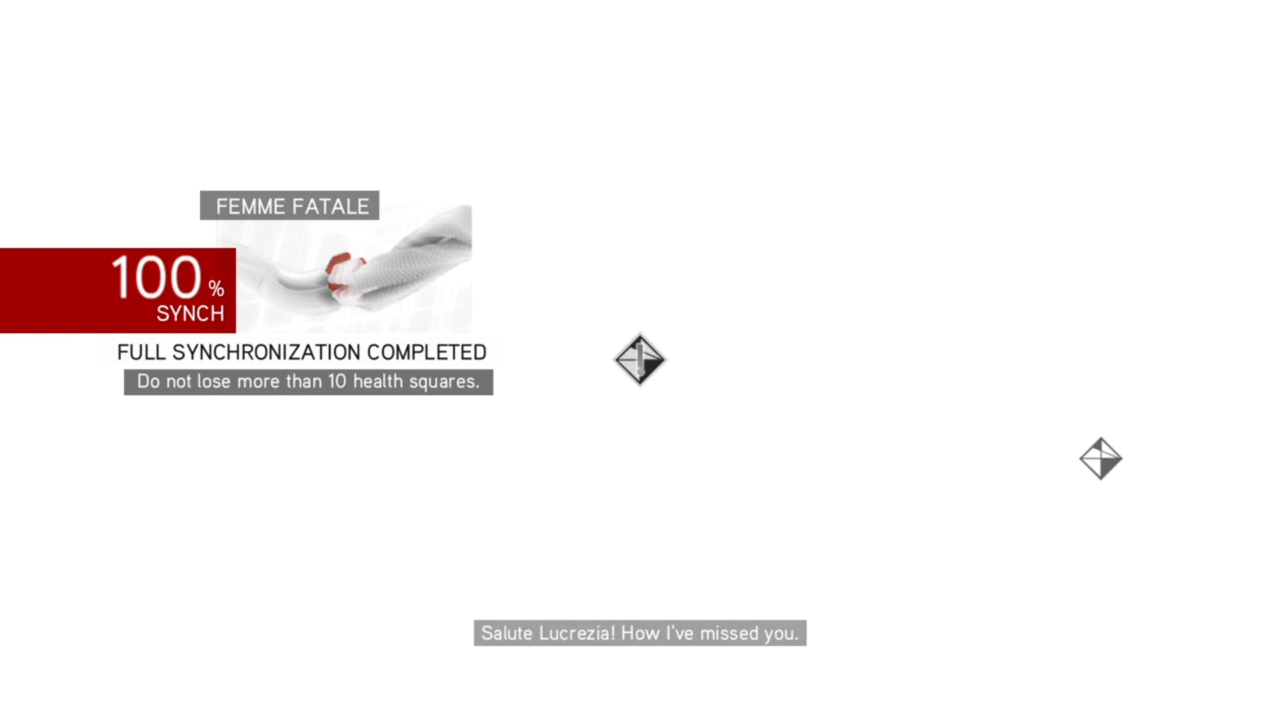 FEMME FATALE
100 %
SYNCH
FULL SYNCHRONIZATION COMPLETED
Do not lose more than 10 health squares.
Salute Lucrezia! How I've missed you.